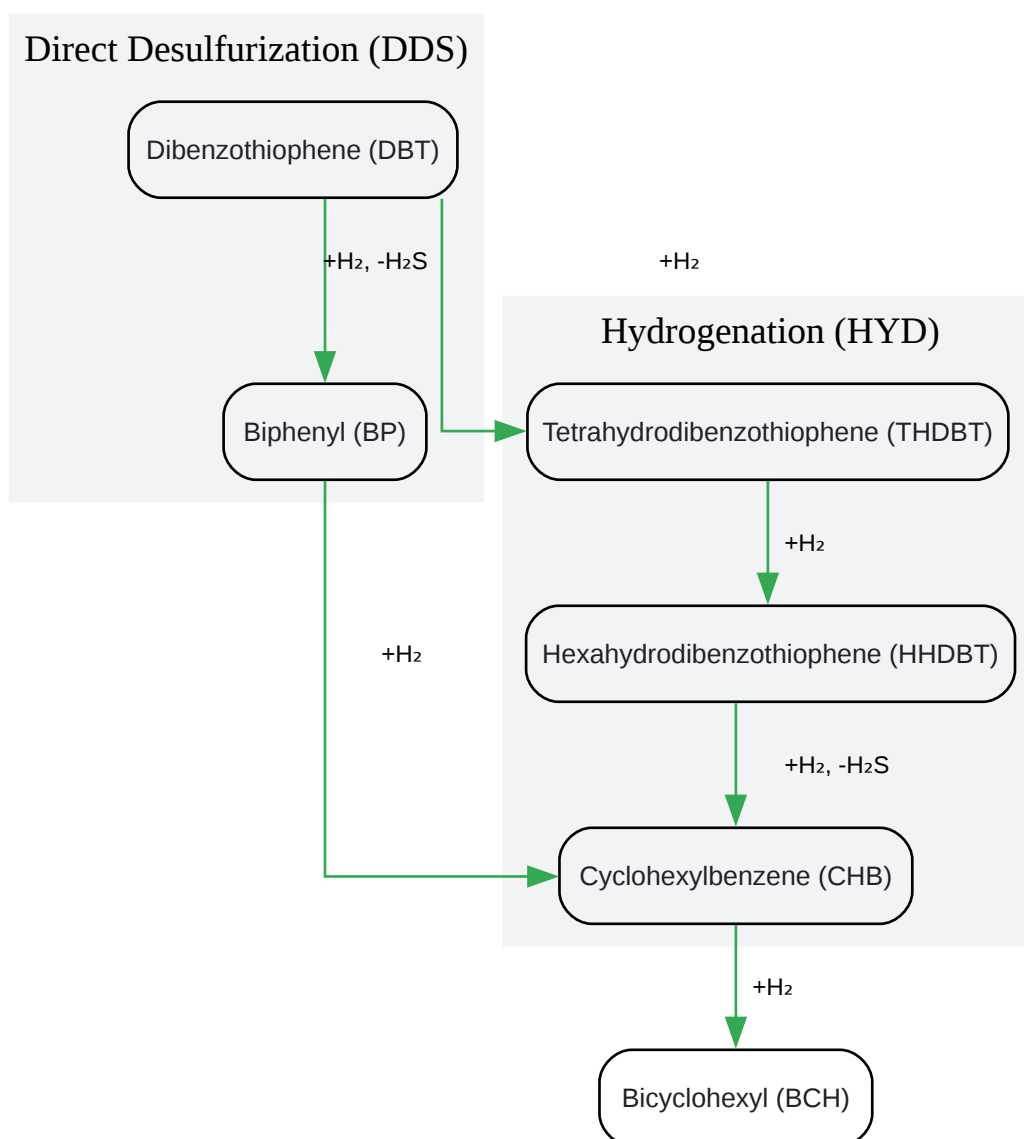 Direct Desulfurization (DDS)
Dibenzothiophene (DBT)
+H₂, -H₂S
+H₂
Hydrogenation (HYD)
Biphenyl (BP)
Tetrahydrodibenzothiophene (THDBT)
+H₂
Hexahydrodibenzothiophene (HHDBT)
+H₂
+H₂, -H₂S
Cyclohexylbenzene (CHB)
+H₂
Bicyclohexyl (BCH)